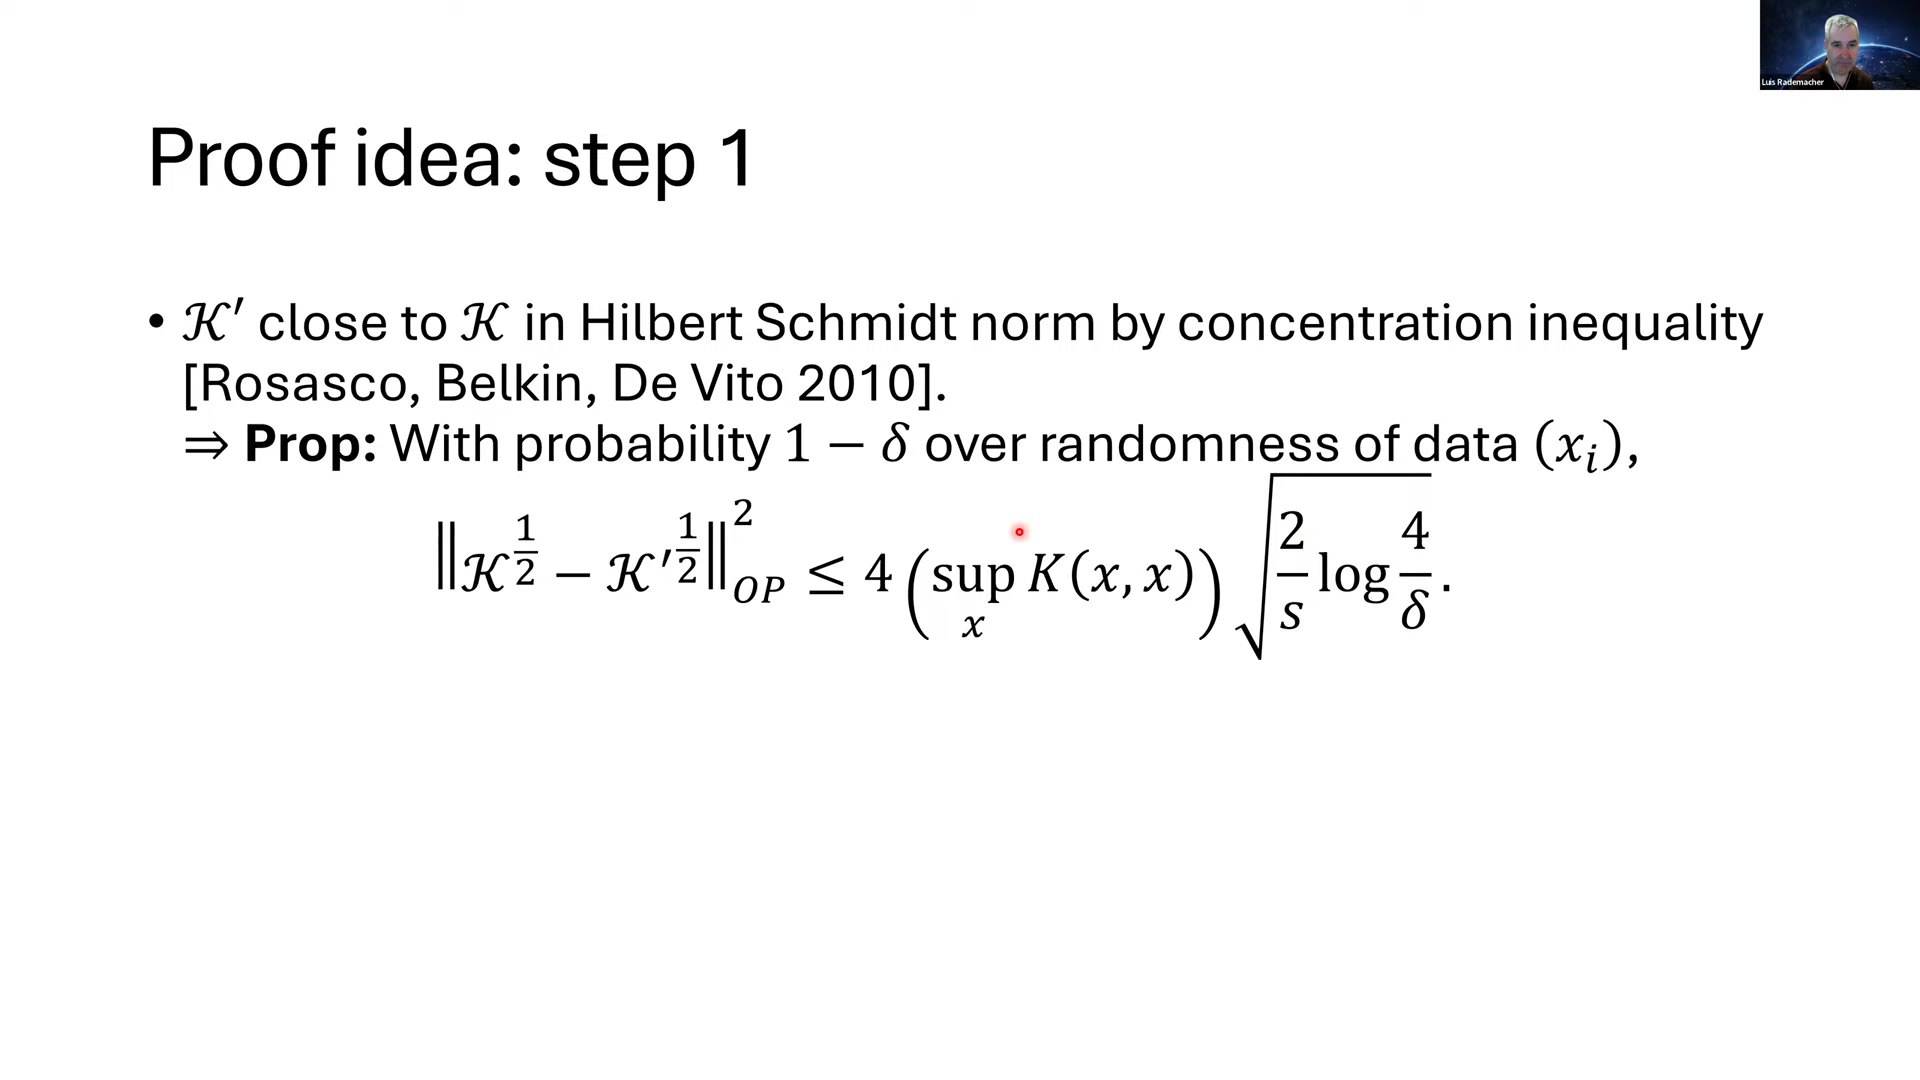 Luis Rademacher
Proof idea: step 1
• 𝒦′ close to 𝒦 in Hilbert Schmidt norm by concentration inequality
[Rosasco, Belkin, De Vito 2010].
⇒ Prop: With probability 1 − δ over randomness of data (xᵢ),
‖𝒦^{1/2} − 𝒦′^{1/2}‖²_{OP} ≤ 4 (sup_x K(x, x)) √(2/s log 4/δ).